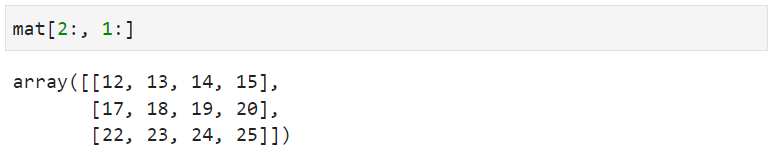 mat[2:, 1:]
array([[12, 13, 14, 15],
       [17, 18, 19, 20],
       [22, 23, 24, 25]])